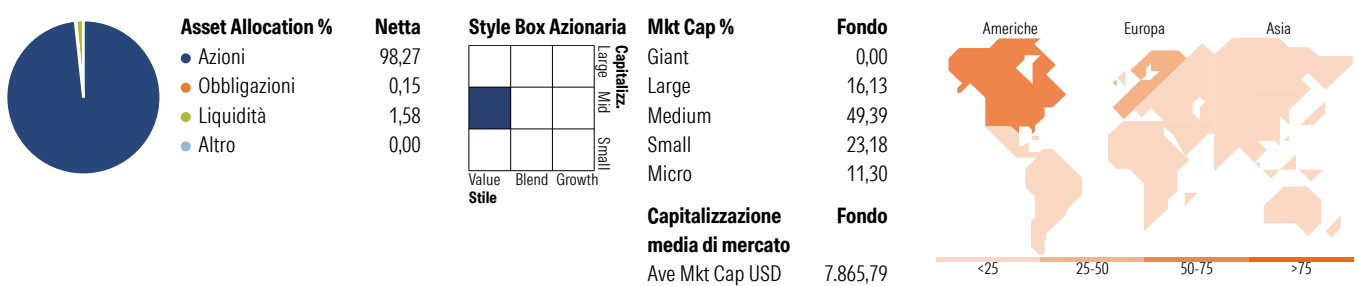 Asset Allocation % Netta
Azioni 98,27
Obbligazioni 0,15
Liquidità 1,58
Altro 0,00
Style Box Azionaria
Capitalizz.
Large Mid Small
Value Blend Growth
Stile
Mkt Cap % Fondo
Giant 0,00
Large 16,13
Medium 49,39
Small 23,18
Micro 11,30
Capitalizzazione Fondo
media di mercato
Ave Mkt Cap USD 7.865,79
Americhe Europa Asia
<25 25-50 50-75 >75